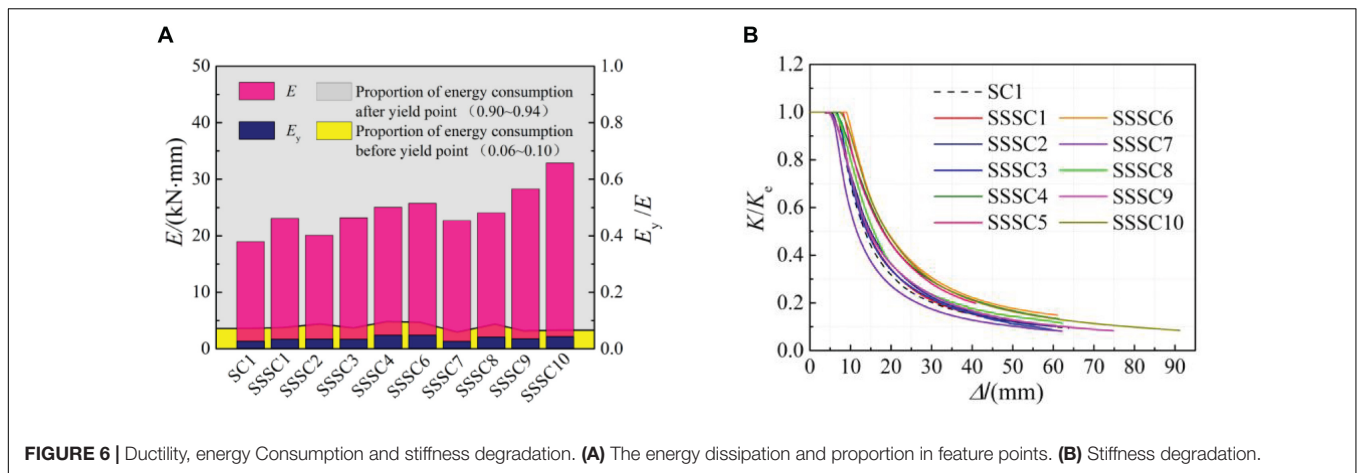 A
B
50
40
30
20
10
0
E/(kN·mm)
E
Proportion of energy consumption
after yield point （0.90~0.94）
Ey
Proportion of energy consumption
before yield point （0.06~0.10）
1.0
0.8
0.6
0.4
0.2
0.0
Ey/E
SC1
SSSC1
SSSC2
SSSC3
SSSC4
SSSC6
SSSC7
SSSC8
SSSC9
SSSC10
1.2
1.0
0.8
0.6
0.4
0.2
0.0
K/Ke
SC1
SSSC1
SSSC2
SSSC3
SSSC4
SSSC5
SSSC6
SSSC7
SSSC8
SSSC9
SSSC10
0 10 20 30 40 50 60 70 80 90
Δ/(mm)
FIGURE 6 | Ductility, energy Consumption and stiffness degradation. (A) The energy dissipation and proportion in feature points. (B) Stiffness degradation.